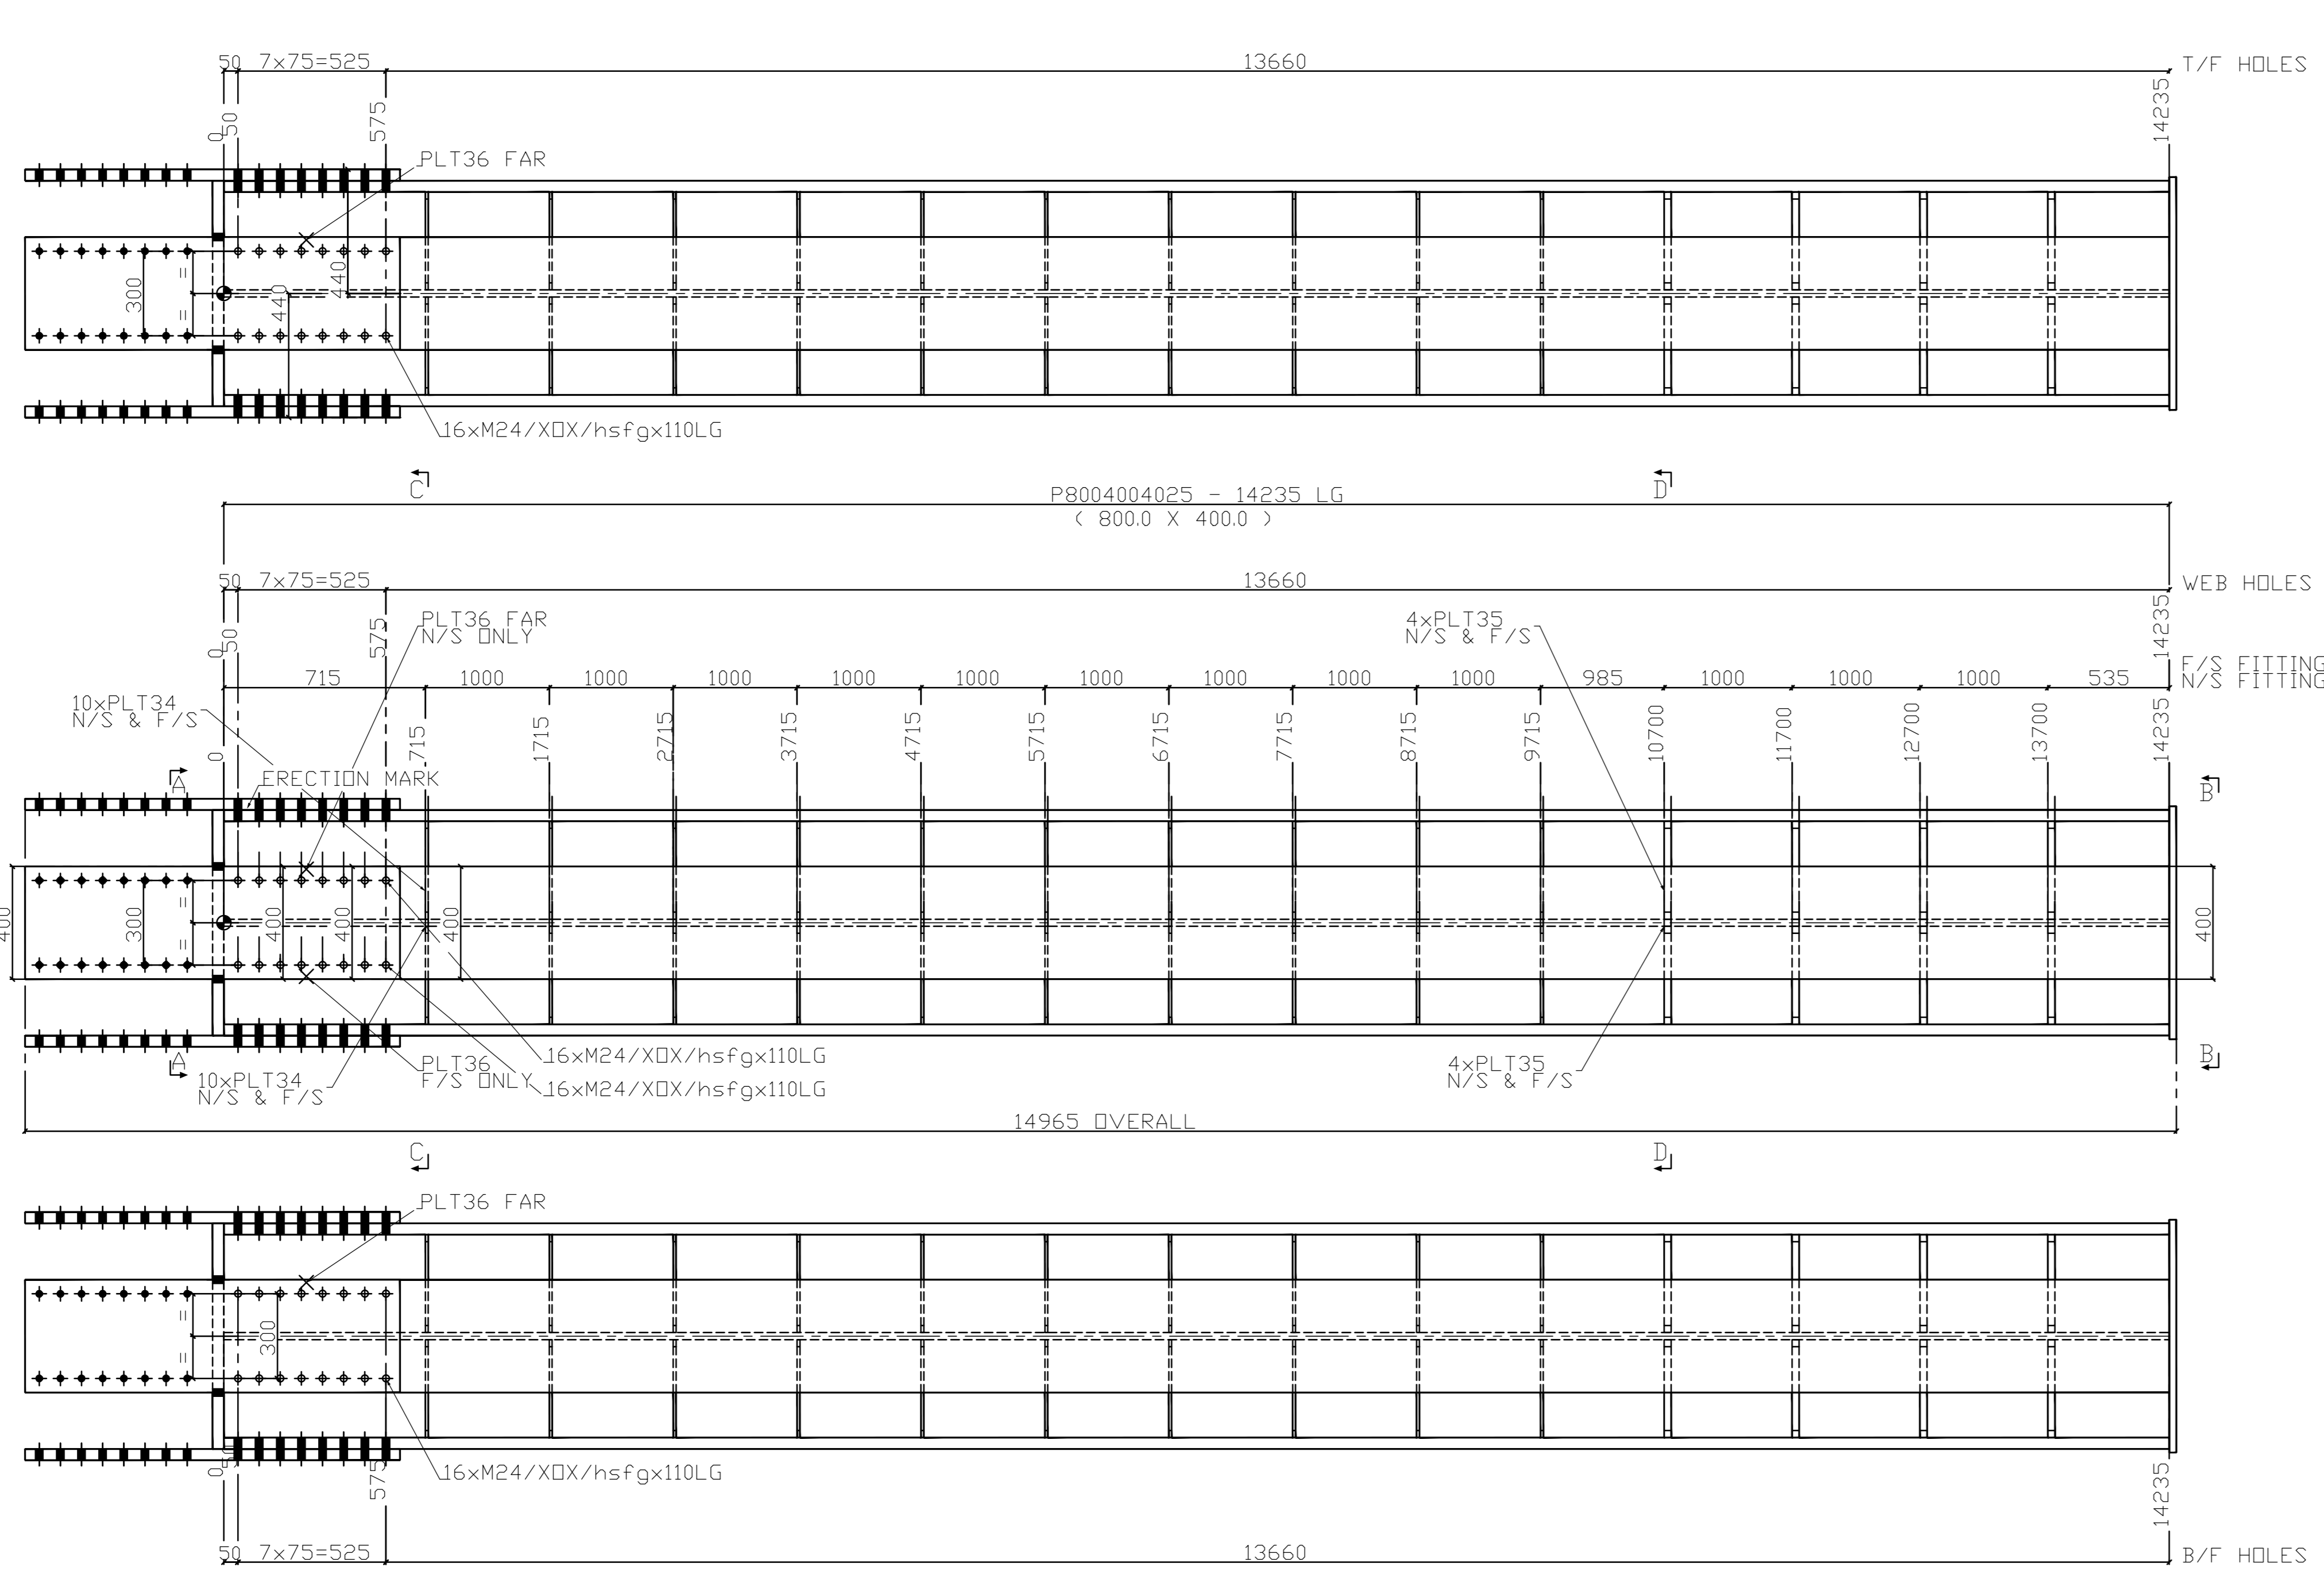 50 7x75=525 13660 T/F HOLES
0 50 575 14235
PLT36 FAR
300 = = 440 440
16xM24/XOX/hsfgx110LG
C D
P8004004025 - 14235 LG
( 800.0 X 400.0 )
50 7x75=525 13660 WEB HOLES
0 50 575 14235
PLT36 FAR
N/S ONLY
4xPLT35
N/S & F/S
F/S FITTING
N/S FITTING
715 1000 1000 1000 1000 1000 1000 1000 1000 1000 985 1000 1000 1000 535
10xPLT34
N/S & F/S
0 715 1715 2715 3715 4715 5715 6715 7715 8715 9715 10700 11700 12700 13700 14235
A ERECTION MARK B
400 300 = = 400 400 400 400
16xM24/XOX/hsfgx110LG
A PLT36
F/S ONLY
B
10xPLT34
N/S & F/S
16xM24/XOX/hsfgx110LG
4xPLT35
N/S & F/S
14965 OVERALL
C D
PLT36 FAR
= = 300
16xM24/XOX/hsfgx110LG
0 50 575 14235
50 7x75=525 13660 B/F HOLES